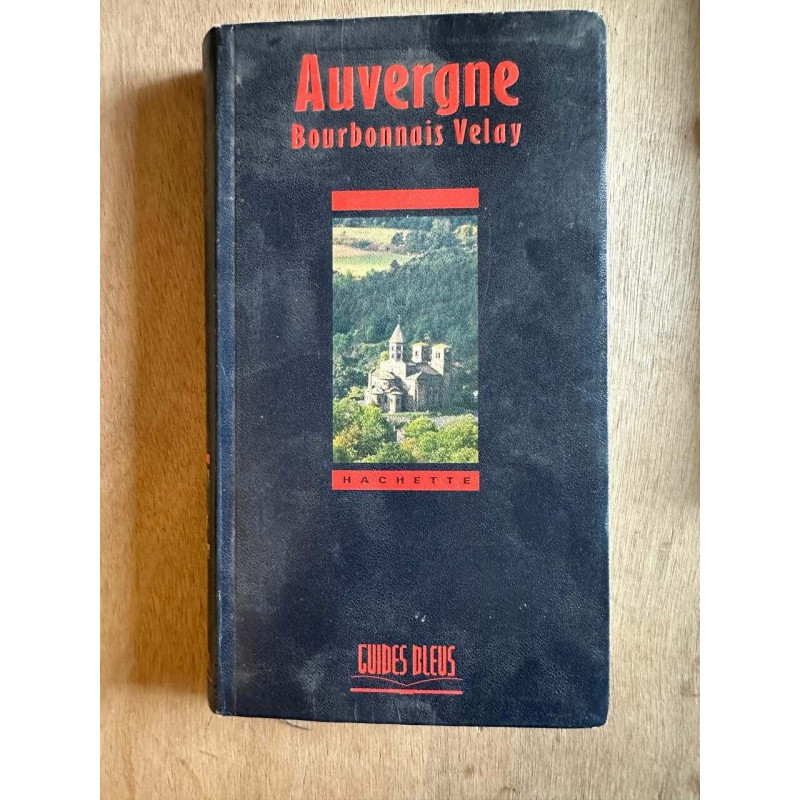 Auvergne
Bourbonnais Velay
HACHETTE
GUIDES BLEUS